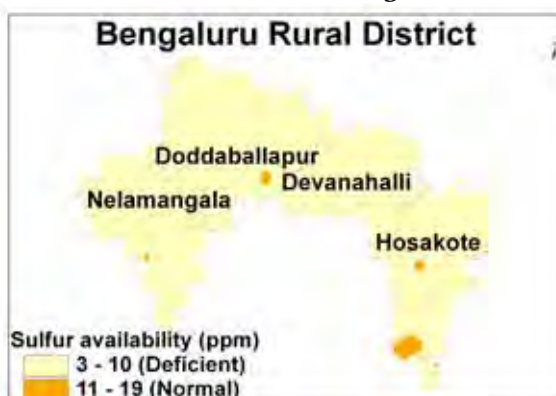 Bengaluru Rural District
Doddaballapur
Devanahalli
Nelamangala
Hosakote
Sulfur availability (ppm)
3 - 10 (Deficient)
11 - 19 (Normal)